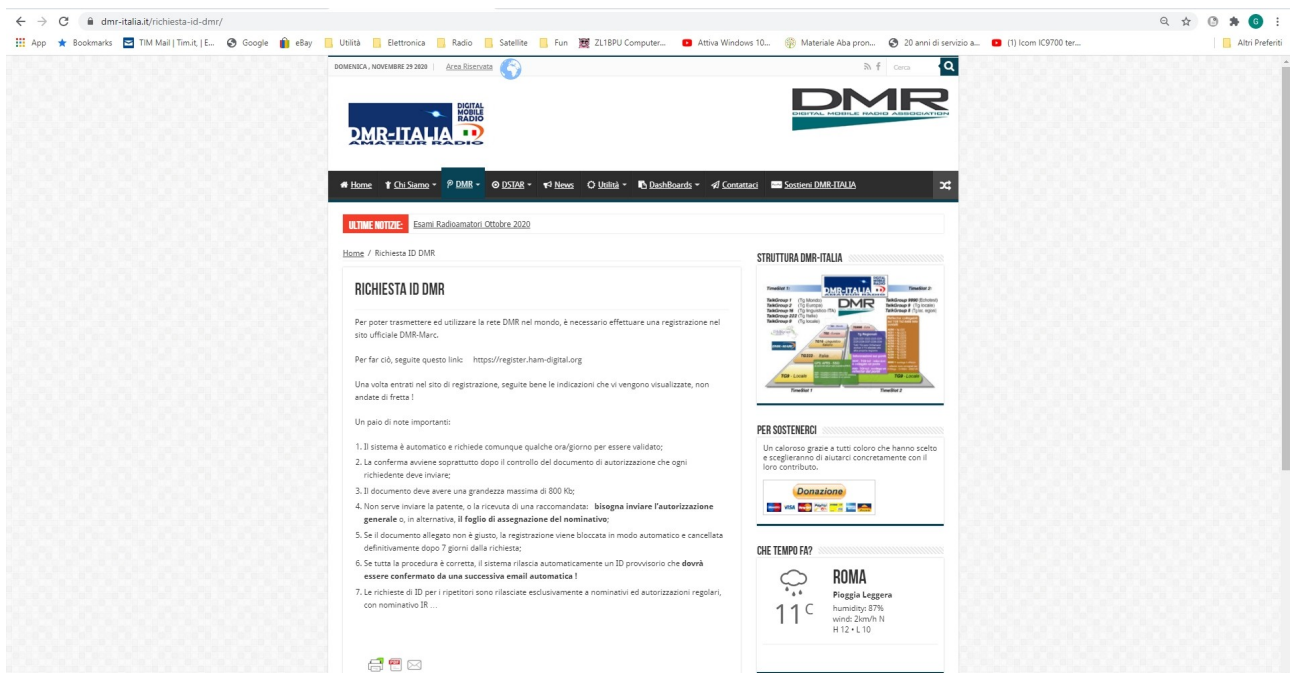 dmr-italia.it/richiesta-id-dmr/
App Bookmarks TIM Mail | Tim.it, | E... Google eBay Utilità Elettronica Radio Satellite Fun ZL1BPU Computer... Attiva Windows 10... Materiale Aba pron... 20 anni di servizio a... (1) Icom IC9700 ter... Altri Preferiti
DOMENICA, NOVEMBRE 29 2020 Area Riservata Cerca
DIGITAL
MOBILE
RADIO
DMR-ITALIA
AMATEUR RADIO
DMR
DIGITAL MOBILE RADIO ASSOCIATION
Home Chi Siamo DMR DSTAR News Utilità DashBoards Contattaci Sostieni DMR-ITALIA
ULTIME NOTIZIE: Esami Radioamatori Ottobre 2020
Home / Richiesta ID DMR
RICHIESTA ID DMR
Per poter trasmettere ed utilizzare la rete DMR nel mondo, è necessario effettuare una registrazione nel
sito ufficiale DMR-Marc.
Per far ciò, seguite questo link: https://register.ham-digital.org
Una volta entrati nel sito di registrazione, seguite bene le indicazioni che vi vengono visualizzate, non
andate di fretta !
Un paio di note importanti:
1. Il sistema è automatico e richiede comunque qualche ora/giorno per essere validato;
2. La conferma avviene soprattutto dopo il controllo del documento di autorizzazione che ogni
richiedente deve inviare;
3. Il documento deve avere una grandezza massima di 800 Kb;
4. Non serve inviare la patente, o la ricevuta di una raccomandata: bisogna inviare l'autorizzazione
generale o, in alternativa, il foglio di assegnazione del nominativo;
5. Se il documento allegato non è giusto, la registrazione viene bloccata in modo automatico e cancellata
definitivamente dopo 7 giorni dalla richiesta;
6. Se tutta la procedura è corretta, il sistema rilascia automaticamente un ID provvisorio che dovrà
essere confermato da una successiva email automatica !
7. Le richieste di ID per i ripetitori sono rilasciate esclusivamente a nominativi ed autorizzazioni regolari,
con nominativo IR ...
STRUTTURA DMR-ITALIA
TimeSlot 1: DMR-ITALIA TimeSlot 2:
DMR
TG9 - Locale
TimeSlot 1 TimeSlot 2
PER SOSTENERCI
Un caloroso grazie a tutti coloro che hanno scelto
e sceglieranno di aiutarci concretamente con il
loro contributo.
Donazione
VISA
CHE TEMPO FA?
ROMA
Pioggia Leggera
11 C
humidity: 87%
wind: 2km/h N
H 12 • L 10